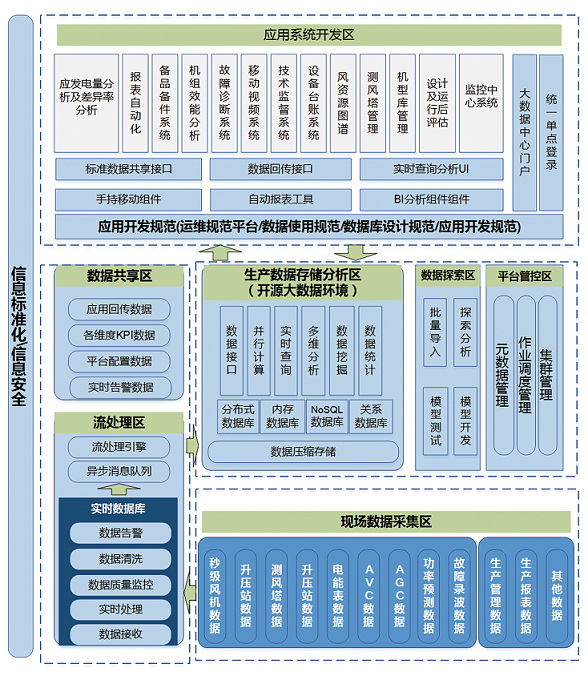 信息标准化/信息安全
应用系统开发区
应发电量分
析及差异率
分析
报表自动化
备品备件系统
机组效能分析
故障诊断系统
移动视频系统
技术监督系统
设备台账系统
风资源图谱
测风塔管理
机型库管理
设计
及运行后
评估
监控中
心系统
大数据中心门户
统一单点登录
标准数据共享接口
数据回传接口
实时查询分析UI
手持移动组件
自动报表工具
BI分析组件组件
应用开发规范(运维规范平台/数据使用规范/数据库设计规范/应用开发规范)
数据共享区
应用回传数据
各维度KPI数据
平台配置数据
实时告警数据
流处理区
流处理引擎
异步消息队列
实时数据库
数据告警
数据清洗
数据质量监控
实时处理
数据接收
生产数据存储分析区
(开源大数据环境)
数据接口
并行计算
实时查询
多维分析
数据挖掘
数据统计
分布式
数据库
内存
数据库
NoSQL
数据库
关系
数据库
数据压缩存储
数据探索区
批量导入
探索分析
模型测试
模型开发
平台管控区
元数据管理
作业调度管理
集群管理
现场数据采集区
秒级风机数据
升压站数据
测风塔数据
升压站数据
电能表数据
AVC数据
AGC数据
功率预测数据
故障录波数据
生产管理数据
生产报表数据
其他数据